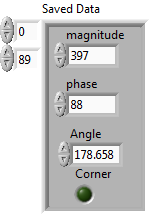 Saved Data
0
89
magnitude
397
phase
88
Angle
178.658
Corner